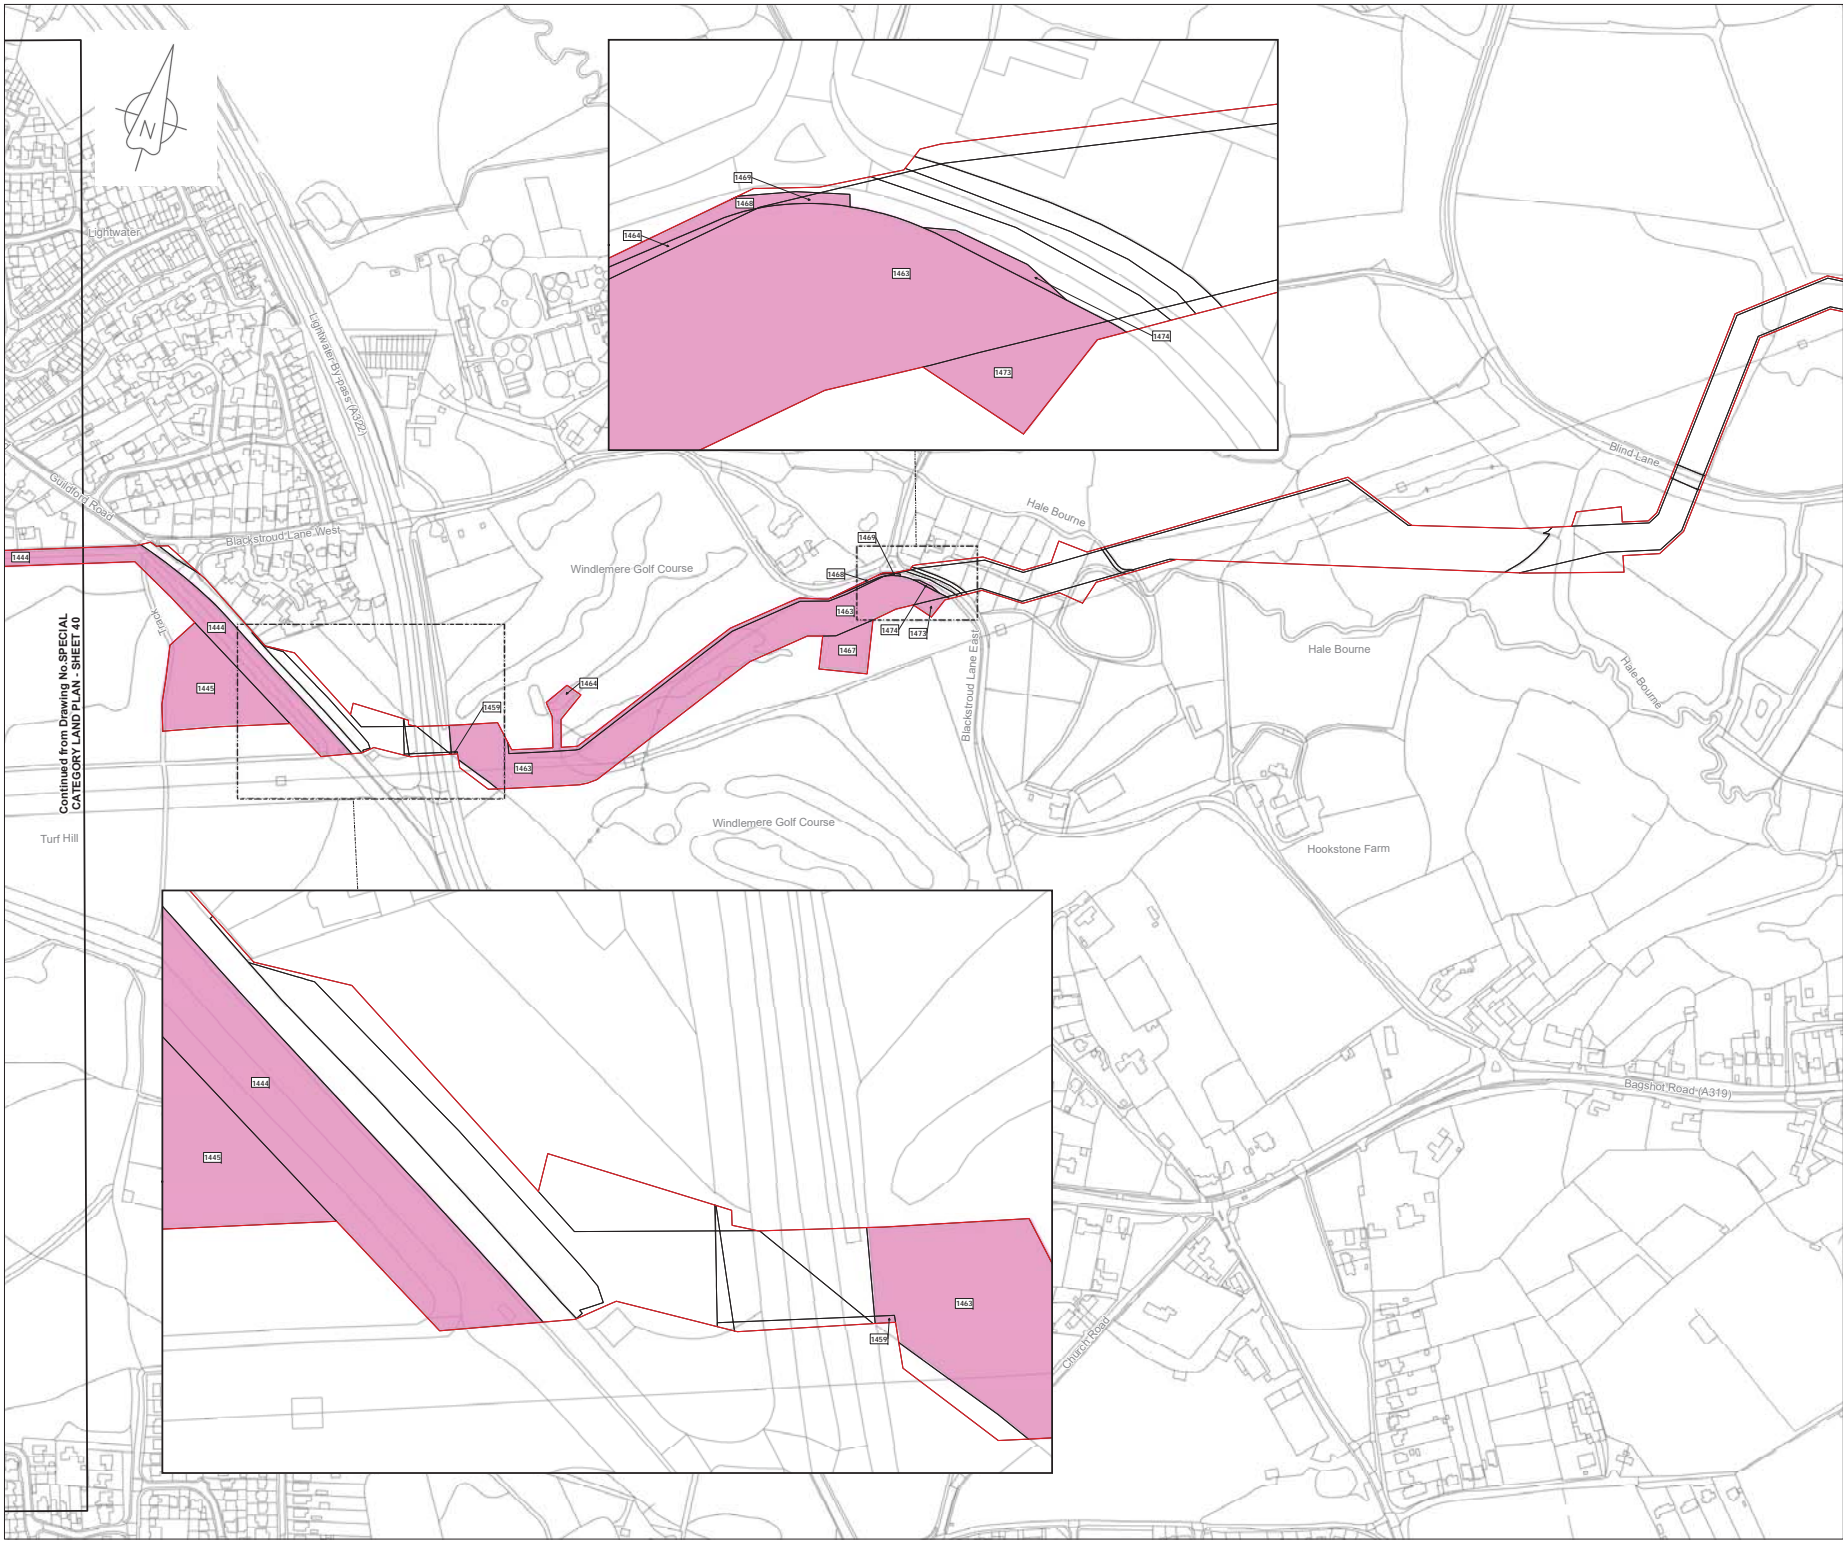 N
Continued from Drawing No.SPECIAL
CATEGORY LAND PLAN - SHEET 40
Lightwater
Lightwater By-pass (A322)
Guildford Road
Blackstroud Lane West
Track
Turf Hill
1444
1444
1445
1459
1463
1464
Windlemere Golf Course
Windlemere Golf Course
1469
1468
1463
1467
1474
1473
Blackstroud Lane East
Hale Bourne
Hale Bourne
Hale Bourne
Blind Lane
Hookstone Farm
Bagshot Road (A319)
Church Road
1469
1468
1464
1463
1474
1473
1444
1445
1463
1459